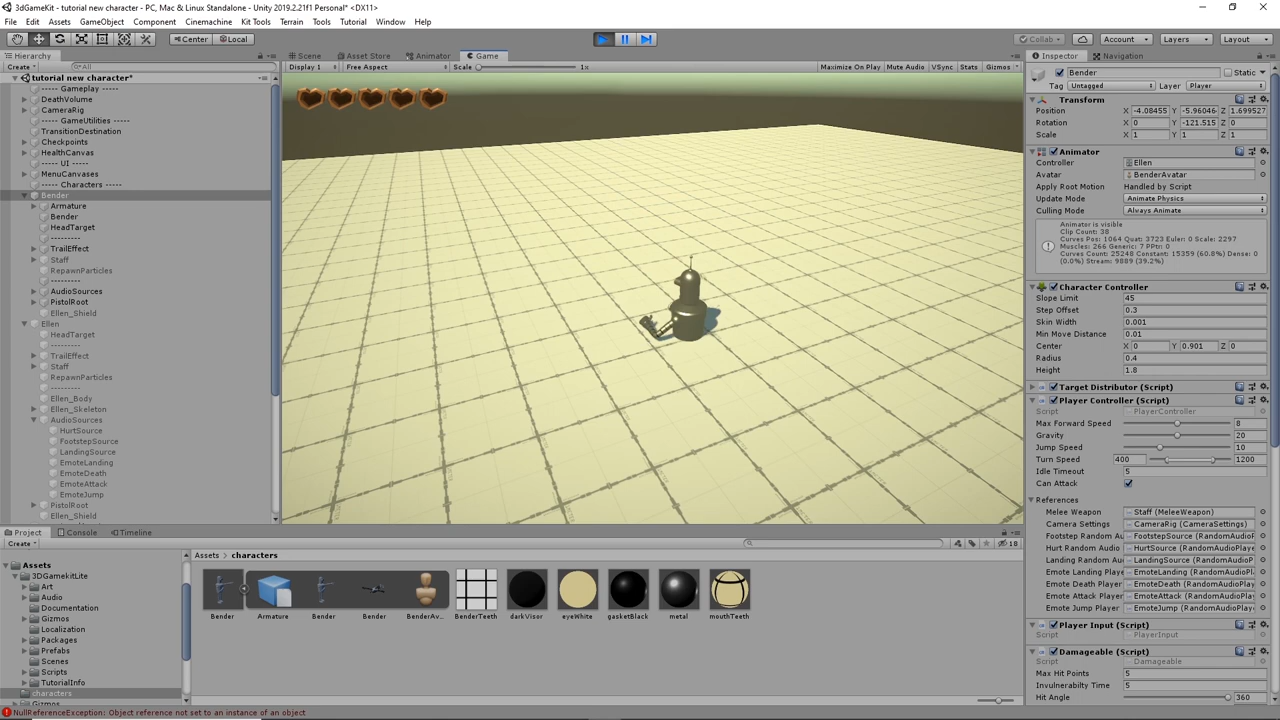 3dGameKit - tutorial new character - PC, Mac & Linux Standalone - Unity 2019.2.21f1 Personal* <DX11>
File Edit Assets GameObject Component Cinemachine Kit Tools Terrain Tools Tutorial Window Help
Center Local Collab Account Layers Layout
Hierarchy Scene Asset Store Animator Game Inspector Navigation
Create All
Display 1 Free Aspect Scale 1x Maximize On Play Mute Audio VSync Stats Gizmos
tutorial new character*
----- Gameplay -----
DeathVolume
CameraRig
----- GameUtilities -----
TransitionDestination
Checkpoints
HealthCanvas
----- UI -----
MenuCanvases
----- Characters -----
Bender
Armature
Bender
HeadTarget
---------
TrailEffect
Staff
RepawnParticles
---------
AudioSources
PistolRoot
Ellen_Shield
Ellen
HeadTarget
---------
TrailEffect
Staff
RepawnParticles
---------
Ellen_Body
Ellen_Skeleton
AudioSources
HurtSource
FootstepSource
LandingSource
EmoteLanding
EmoteDeath
EmoteAttack
EmoteJump
PistolRoot
Ellen_Shield
Bender Static
Tag Untagged Layer Player
Transform
Position X -4.08455 Y -5.96046 Z 1.699527
Rotation X 0 Y -121.515 Z 0
Scale X 1 Y 1 Z 1
Animator
Controller Ellen
Avatar BenderAvatar
Apply Root Motion Handled by Script
Update Mode Animate Physics
Culling Mode Always Animate
Animator is visible
Clip Count: 38
Curves Pos: 1064 Quat: 3723 Euler: 0 Scale: 2297
Muscles: 266 Generic: 7 PPtr: 0
Curves Count: 25248 Constant: 15359 (60.8%) Dense: 0
(0.0%) Stream: 9889 (39.2%)
Character Controller
Slope Limit 45
Step Offset 0.3
Skin Width 0.001
Min Move Distance 0.01
Center X 0 Y 0.901 Z 0
Radius 0.4
Height 1.8
Target Distributor (Script)
Player Controller (Script)
Script PlayerController
Max Forward Speed 8
Gravity 20
Jump Speed 10
Turn Speed 400 1200
Idle Timeout 5
Can Attack
References
Melee Weapon Staff (MeleeWeapon)
Camera Settings CameraRig (CameraSettings)
Footstep Random Audio FootstepSource (RandomAudioPlaye
Hurt Random Audio HurtSource (RandomAudioPlayer
Landing Random Audio LandingSource (RandomAudioPlaye
Emote Landing Player EmoteLanding (RandomAudioPlaye
Emote Death Player EmoteDeath (RandomAudioPlayer
Emote Attack Player EmoteAttack (RandomAudioPlaye
Emote Jump Player EmoteJump (RandomAudioPlayer
Player Input (Script)
Script PlayerInput
Damageable (Script)
Script Damageable
Max Hit Points 5
Invulnerabilty Time 5
Hit Angle 360
Project Console Timeline
Create 18
Assets
3DGamekitLite
Art
Audio
Documentation
Gizmos
Localization
Packages
Prefabs
Scenes
Scripts
TutorialInfo
characters
Gizmos
Assets characters
Bender Armature Bender Bender BenderAv... BenderTeeth darkVisor eyeWhite gasketBlack metal mouthTeeth
NullReferenceException: Object reference not set to an instance of an object